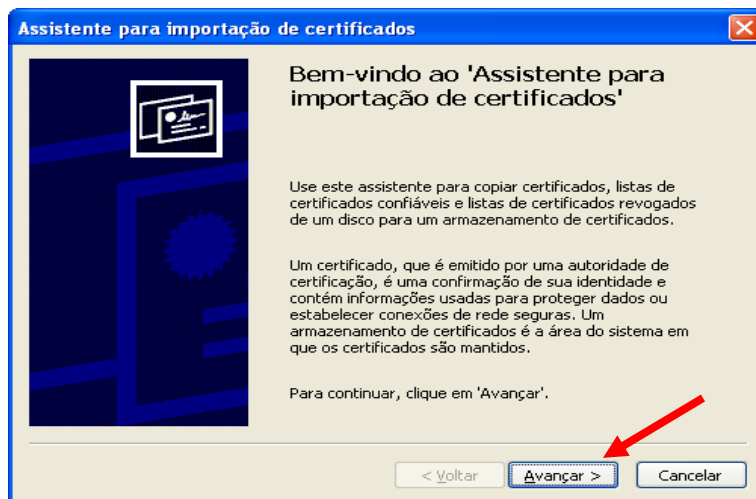 Assistente para importação de certificados
Bem-vindo ao 'Assistente para
importação de certificados'
Use este assistente para copiar certificados, listas de
certificados confiáveis e listas de certificados revogados
de um disco para um armazenamento de certificados.
Um certificado, que é emitido por uma autoridade de
certificação, é uma confirmação de sua identidade e
contém informações usadas para proteger dados ou
estabelecer conexões de rede seguras. Um
armazenamento de certificados é a área do sistema em
que os certificados são mantidos.
Para continuar, clique em 'Avançar'.
< Voltar
Avançar >
Cancelar